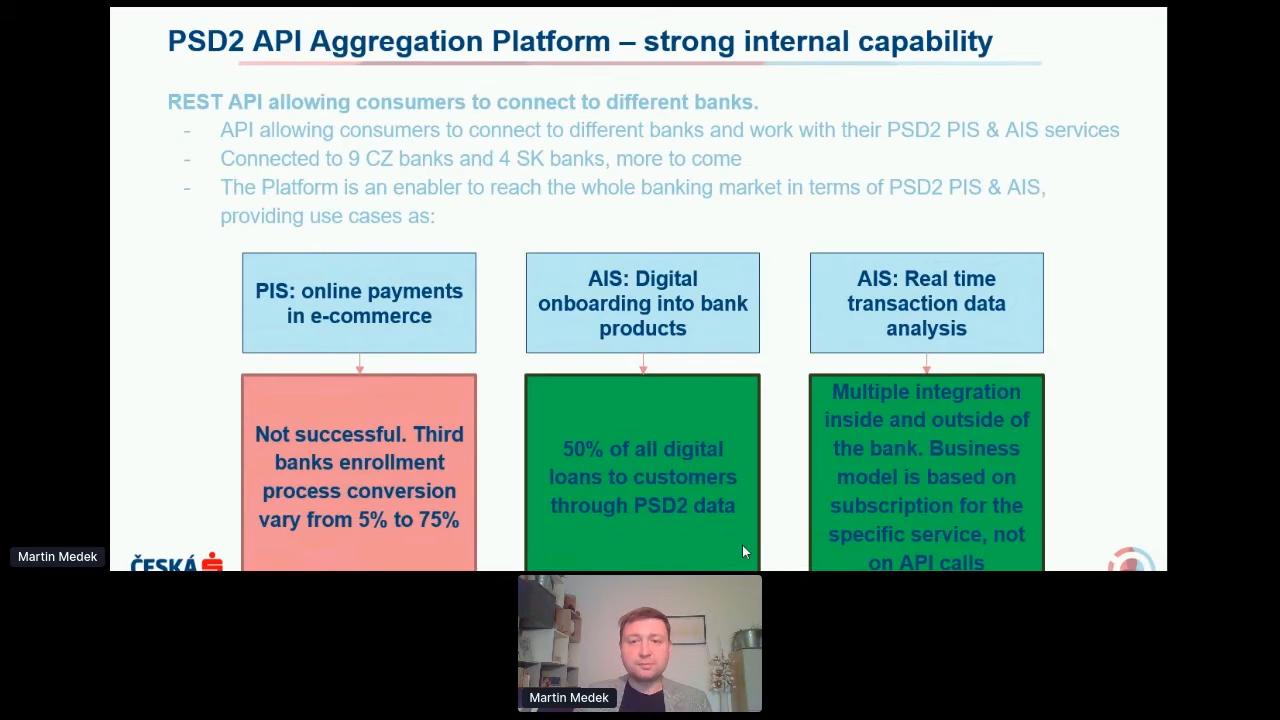 PSD2 API Aggregation Platform – strong internal capability
REST API allowing consumers to connect to different banks.
- API allowing consumers to connect to different banks and work with their PSD2 PIS & AIS services
- Connected to 9 CZ banks and 4 SK banks, more to come
- The Platform is an enabler to reach the whole banking market in terms of PSD2 PIS & AIS,
providing use cases as:
PIS: online payments
in e-commerce
AIS: Digital
onboarding into bank
products
AIS: Real time
transaction data
analysis
Not successful. Third
banks enrollment
process conversion
vary from 5% to 75%
50% of all digital
loans to customers
through PSD2 data
Multiple integration
inside and outside of
the bank. Business
model is based on
subscription for the
specific service, not
on API calls
Martin Medek
ČESKÁ
Martin Medek